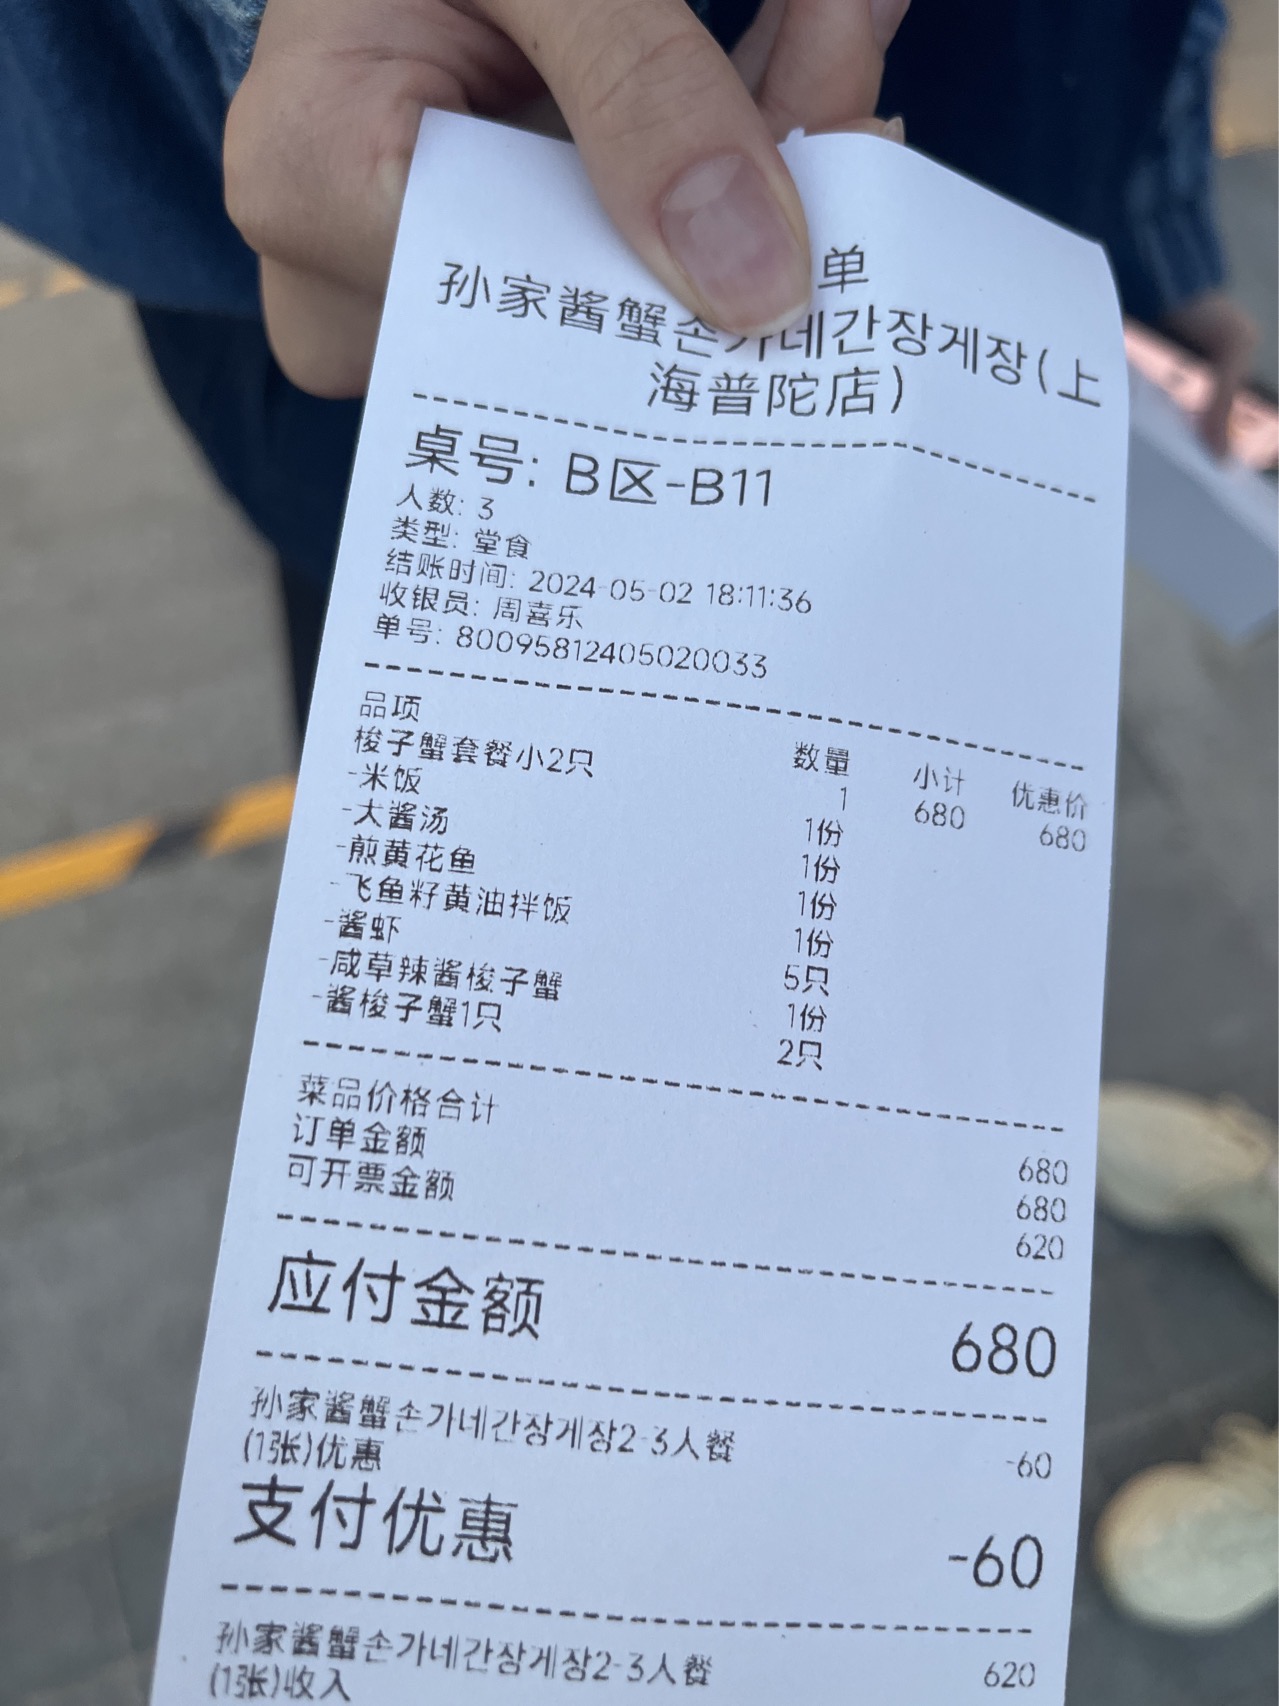 单
孙家酱蟹손가네간장게장(上
海普陀店)
桌号: B区-B11
人数: 3
类型: 堂食
结账时间: 2024-05-02 18:11:36
收银员: 周喜乐
单号: 80095812405020033
品项 数量 小计 优惠价
梭子蟹套餐小2只 1 680 680
-米饭 1份
-大酱汤 1份
-煎黄花鱼 1份
-飞鱼籽黄油拌饭 1份
-酱虾 5只
-咸草辣酱梭子蟹 1份
-酱梭子蟹1只 2只
菜品价格合计 680
订单金额 680
可开票金额 620
应付金额 680
孙家酱蟹손가네간장게장2-3人餐 -60
(1张)优惠
支付优惠 -60
孙家酱蟹손가네간장게장2-3人餐 620
(1张)收入